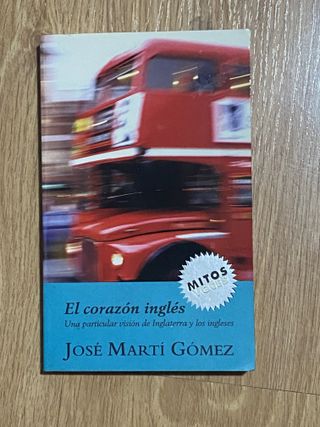 MITOS
El corazón inglés
Una particular visión de Inglaterra y los ingleses
JOSÉ MARTÍ GÓMEZ